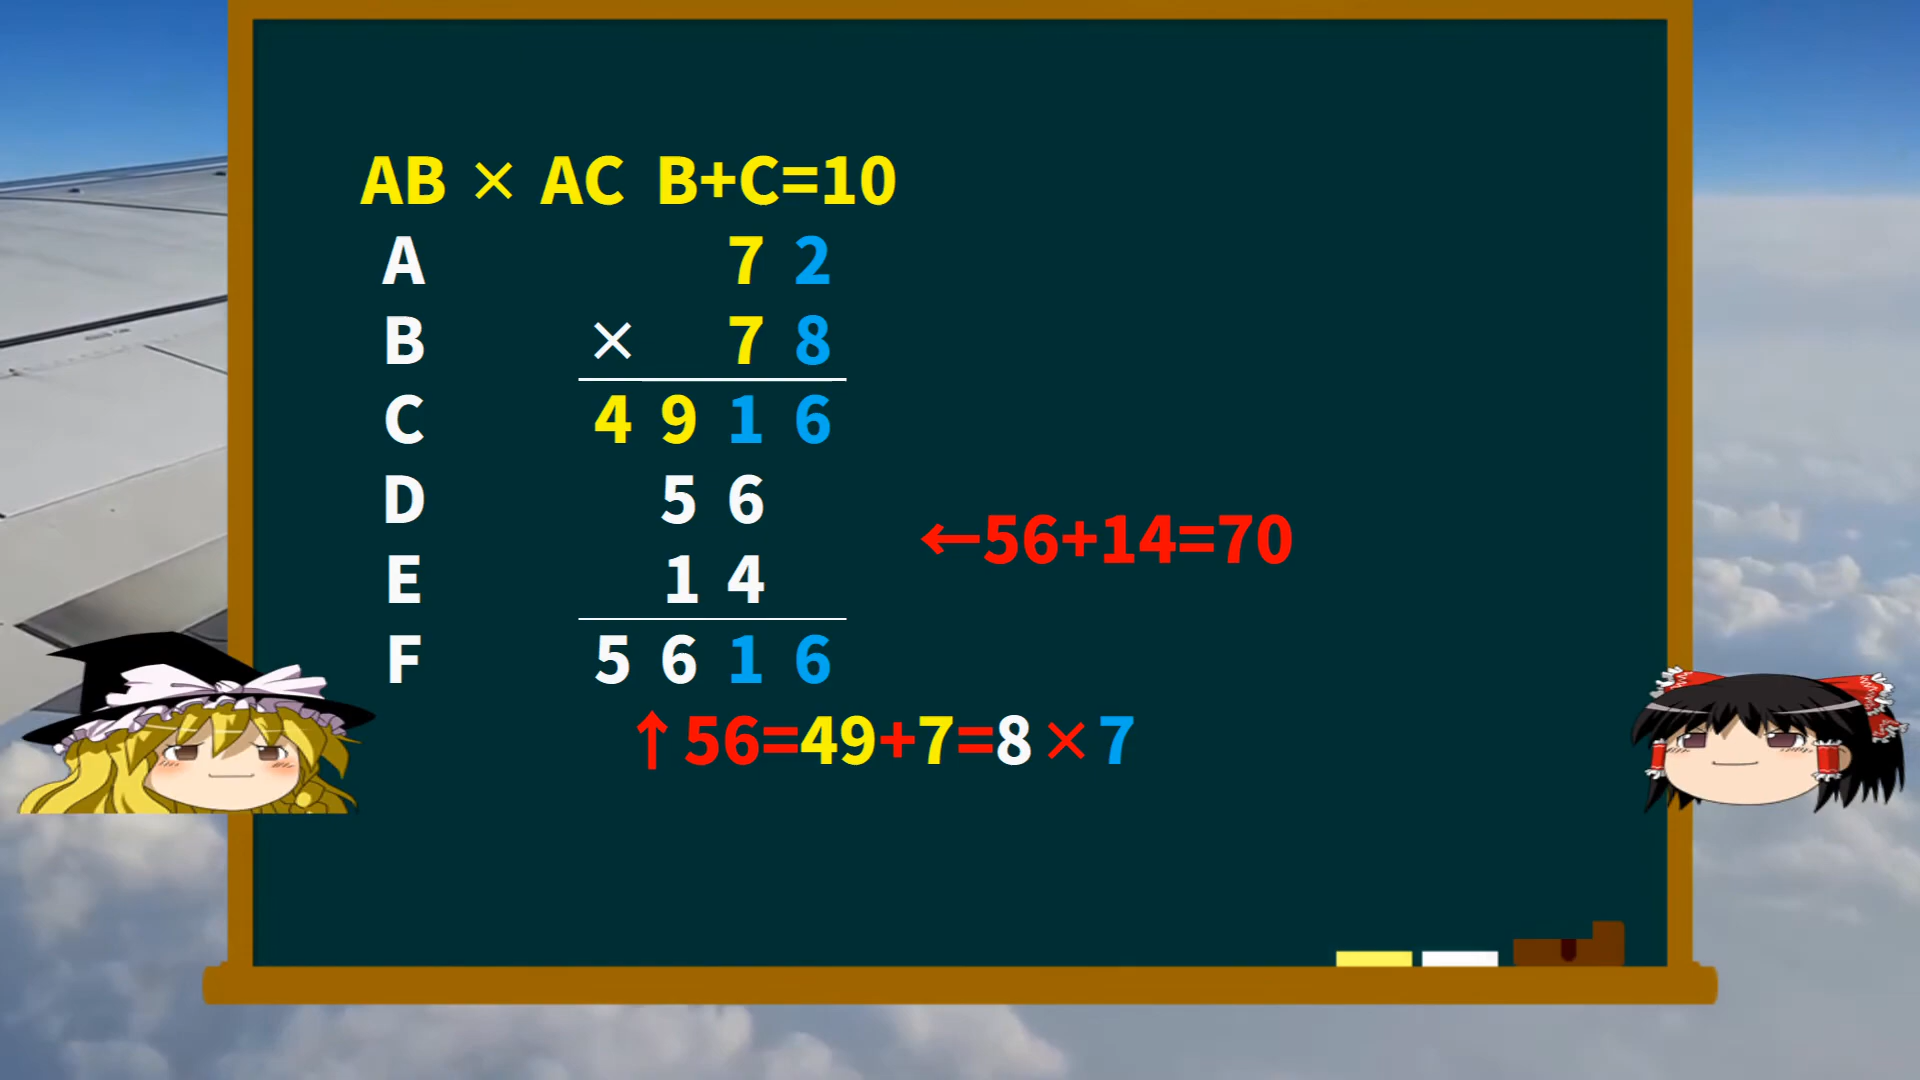 AB × AC B+C=10
A 7 2
B × 7 8
C 4 9 1 6
D 5 6
←56+14=70
E 1 4
F 5 6 1 6
↑56=49+7=8×7